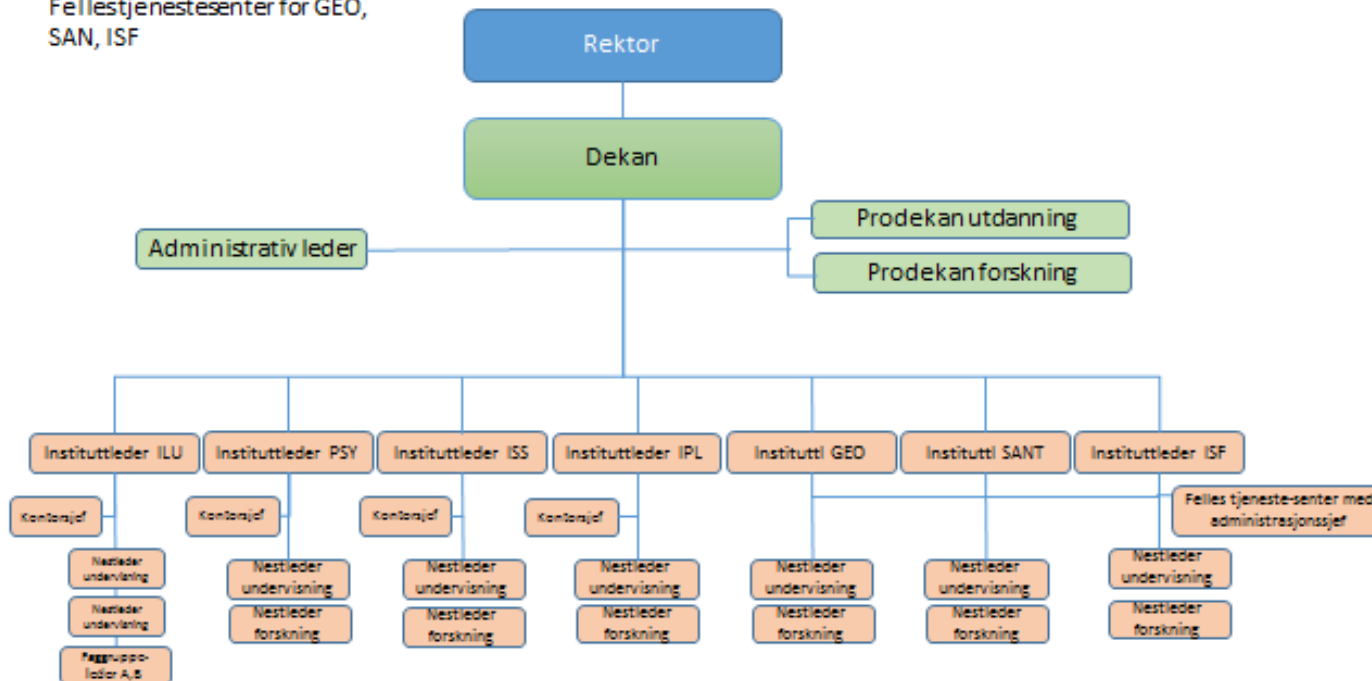 Fellestjenestesenter for GEO,
SAN, ISF
Rektor
Dekan
Administrativ leder
Prodekan utdanning
Prodekan forskning
Instituttleder ILU
Instituttleder PSY
Instituttleder ISS
Instituttleder IPL
Instituttl GEO
Instituttl SANT
Instituttleder ISF
Kontorsjef
Kontorsjef
Kontorsjef
Kontorsjef
Felles tjeneste-senter med
administrasjonssjef
Nestleder
undervisning
Nestleder
undervisning
Nestleder
undervisning
Nestleder
undervisning
Nestleder
undervisning
Nestleder
undervisning
Nestleder
undervisning
Nestleder
undervisning
Nestleder
forskning
Nestleder
forskning
Nestleder
forskning
Nestleder
forskning
Nestleder
forskning
Nestleder
forskning
Faggruppe-
leder A,B